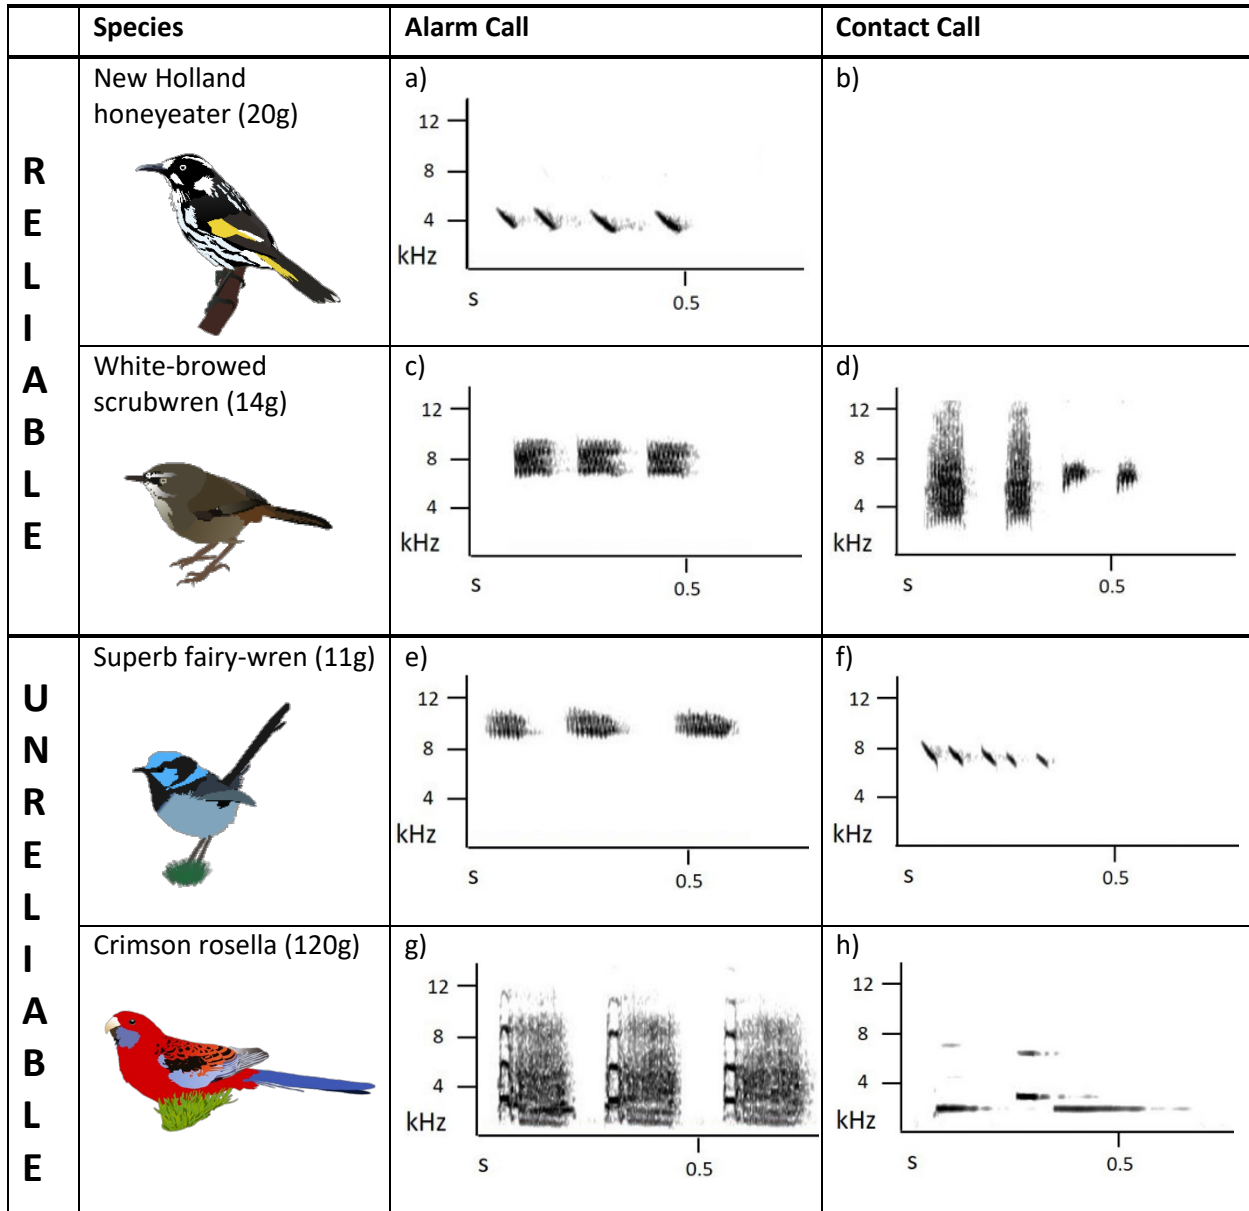 Species
Alarm Call
Contact Call
RELIABLE
New Holland
honeyeater (20g)
a)
12
8
4
kHz
s
0.5
b)
White-browed
scrubwren (14g)
c)
12
8
4
kHz
s
0.5
d)
12
8
4
kHz
s
0.5
UNRELIABLE
Superb fairy-wren (11g)
e)
12
8
4
kHz
s
0.5
f)
12
8
4
kHz
s
0.5
Crimson rosella (120g)
g)
12
8
4
kHz
s
0.5
h)
12
8
4
kHz
s
0.5